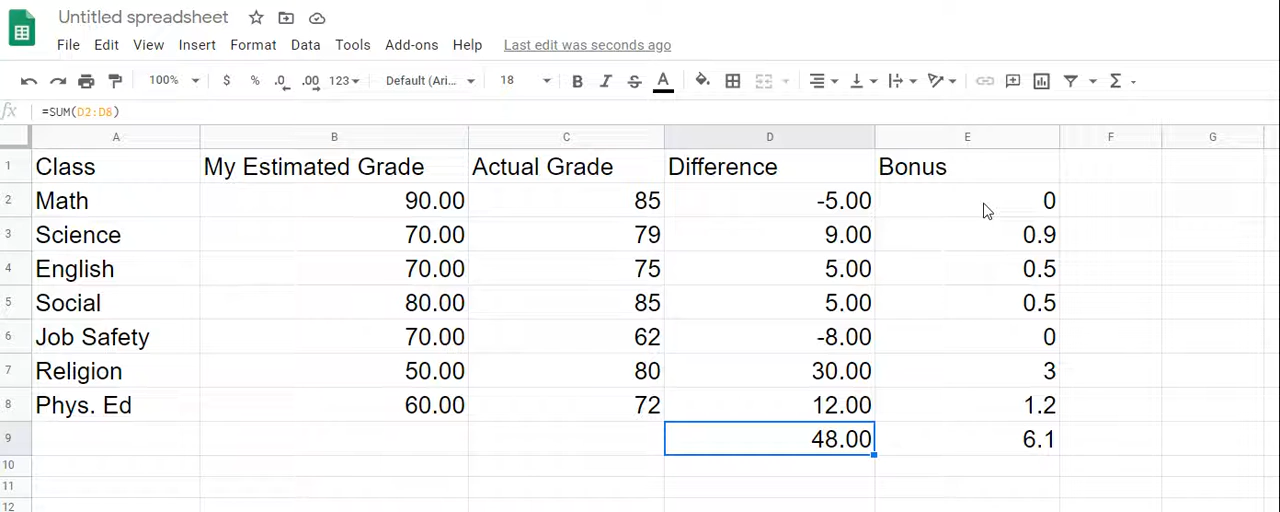 Untitled spreadsheet
File Edit View Insert Format Data Tools Add-ons Help Last edit was seconds ago
100% $ % .0 .00 123 Default (Ari... 18 B I S A Σ
fx =SUM(D2:D8)
A B C D E F G
1 Class My Estimated Grade Actual Grade Difference Bonus
2 Math 90.00 85 -5.00 0
3 Science 70.00 79 9.00 0.9
4 English 70.00 75 5.00 0.5
5 Social 80.00 85 5.00 0.5
6 Job Safety 70.00 62 -8.00 0
7 Religion 50.00 80 30.00 3
8 Phys. Ed 60.00 72 12.00 1.2
9 48.00 6.1
10
11
12